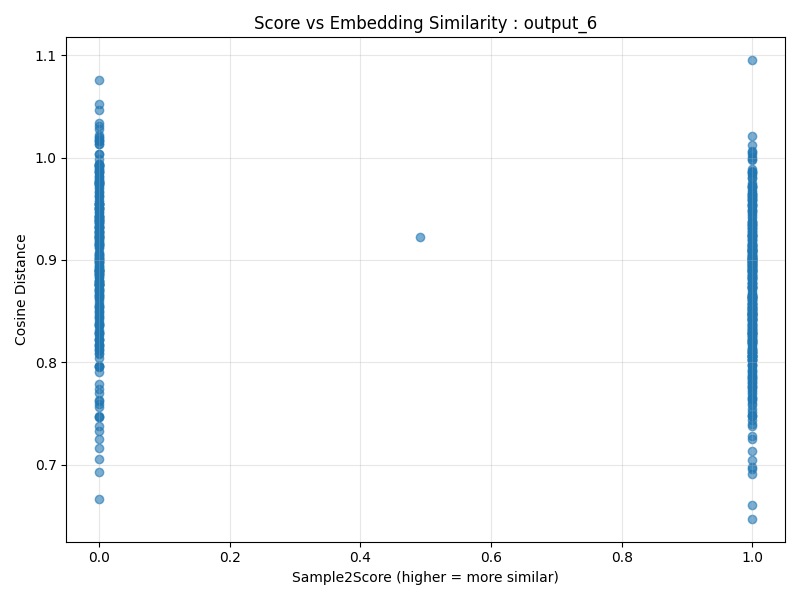 Score vs Embedding Similarity : output_6
1.1
1.0
0.9
0.8
0.7
Cosine Distance
0.0 0.2 0.4 0.6 0.8 1.0
Sample2Score (higher = more similar)